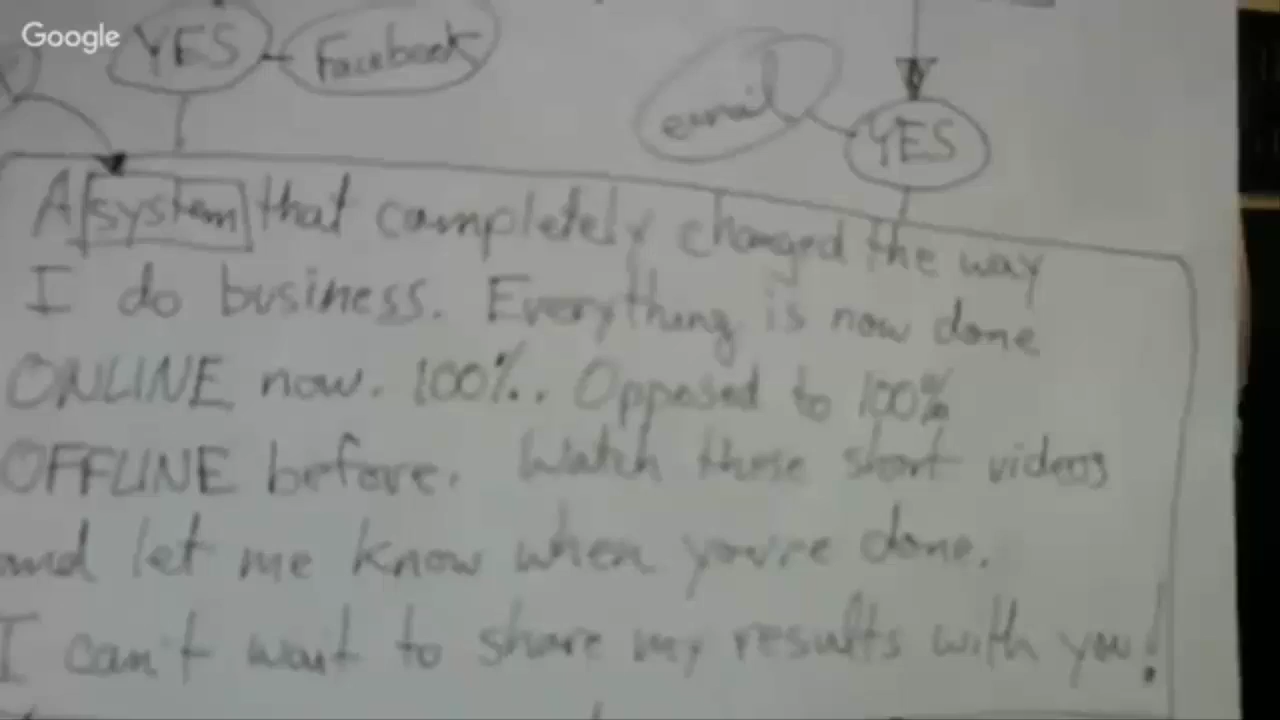 Google
YES
Facebook
email
YES
A system that completely changed the way
I do business. Everything is now done
ONLINE now. 100%. Opposed to 100%
OFFLINE before. Watch these short videos
and let me know when you're done.
I can't wait to share my results with you!